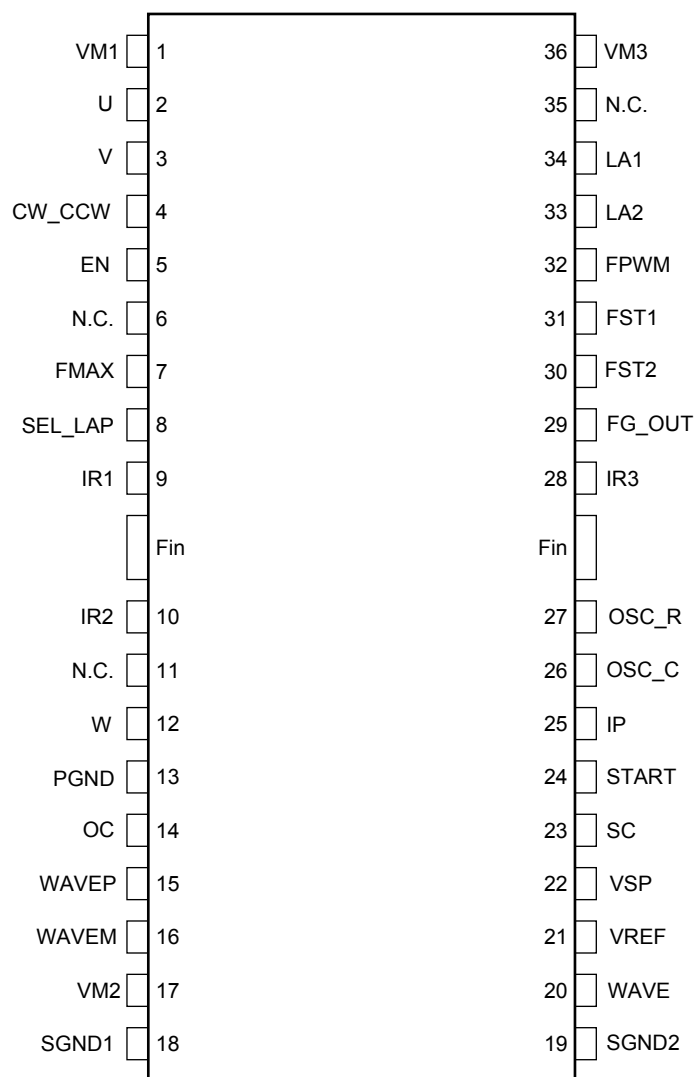 VM1 1 36 VM3
U 2 35 N.C.
V 3 34 LA1
CW_CCW 4 33 LA2
EN 5 32 FPWM
N.C. 6 31 FST1
FMAX 7 30 FST2
SEL_LAP 8 29 FG_OUT
IR1 9 28 IR3
Fin Fin
IR2 10 27 OSC_R
N.C. 11 26 OSC_C
W 12 25 IP
PGND 13 24 START
OC 14 23 SC
WAVEP 15 22 VSP
WAVEM 16 21 VREF
VM2 17 20 WAVE
SGND1 18 19 SGND2